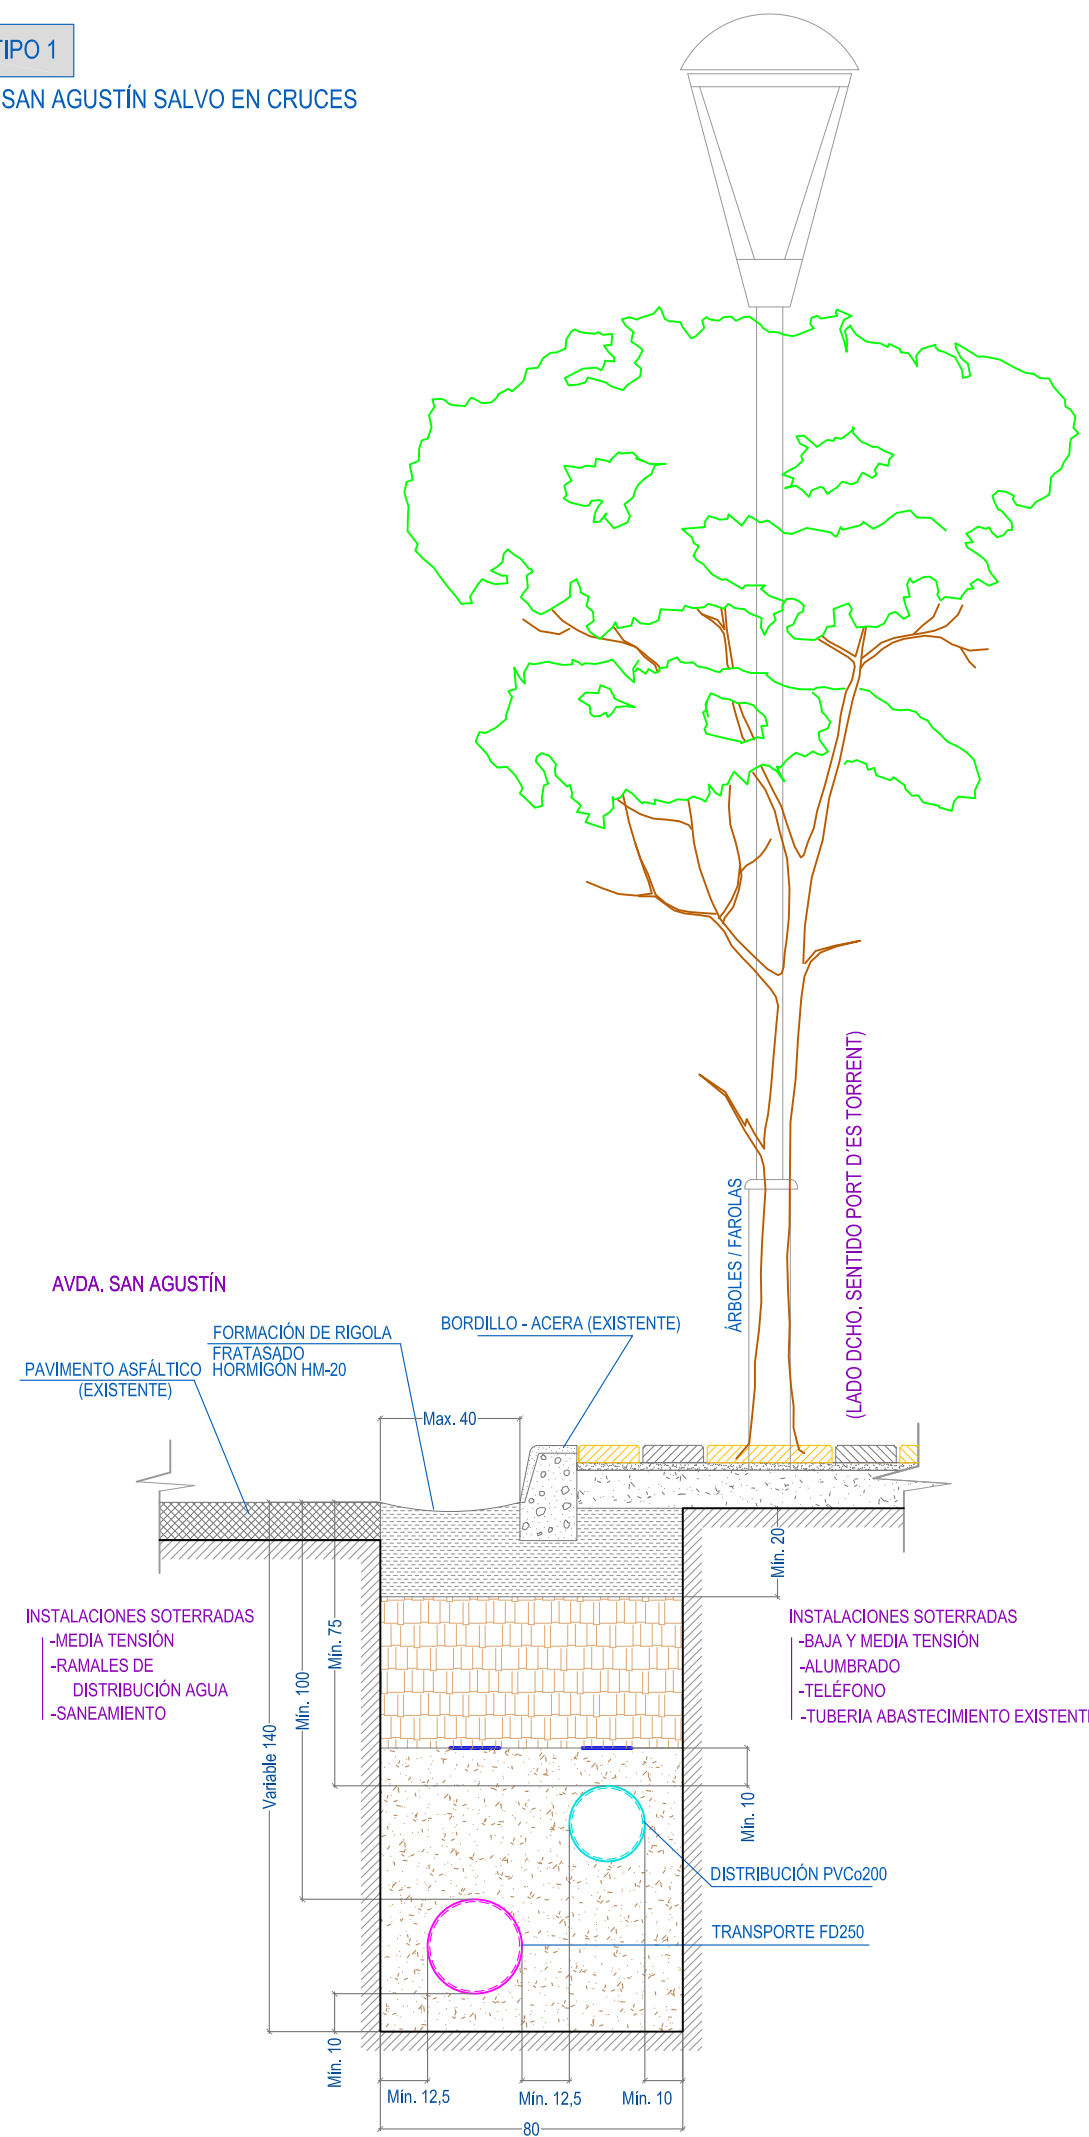 TIPO 1
SAN AGUSTÍN SALVO EN CRUCES
ÁRBOLES / FAROLAS
(LADO DCHO. SENTIDO PORT D'ES TORRENT)
AVDA. SAN AGUSTÍN
FORMACIÓN DE RIGOLA
FRATASADO
HORMIGÓN HM-20
BORDILLO - ACERA (EXISTENTE)
PAVIMENTO ASFÁLTICO
(EXISTENTE)
Max. 40
Mín. 20
INSTALACIONES SOTERRADAS
-MEDIA TENSIÓN
-RAMALES DE
DISTRIBUCIÓN AGUA
-SANEAMIENTO
Mín. 75
Mín. 100
Variable 140
INSTALACIONES SOTERRADAS
-BAJA Y MEDIA TENSIÓN
-ALUMBRADO
-TELÉFONO
-TUBERIA ABASTECIMIENTO EXISTENTE
Mín. 10
DISTRIBUCIÓN PVCo200
TRANSPORTE FD250
Mín. 10
Mín. 12,5
Mín. 12,5
Mín. 10
80